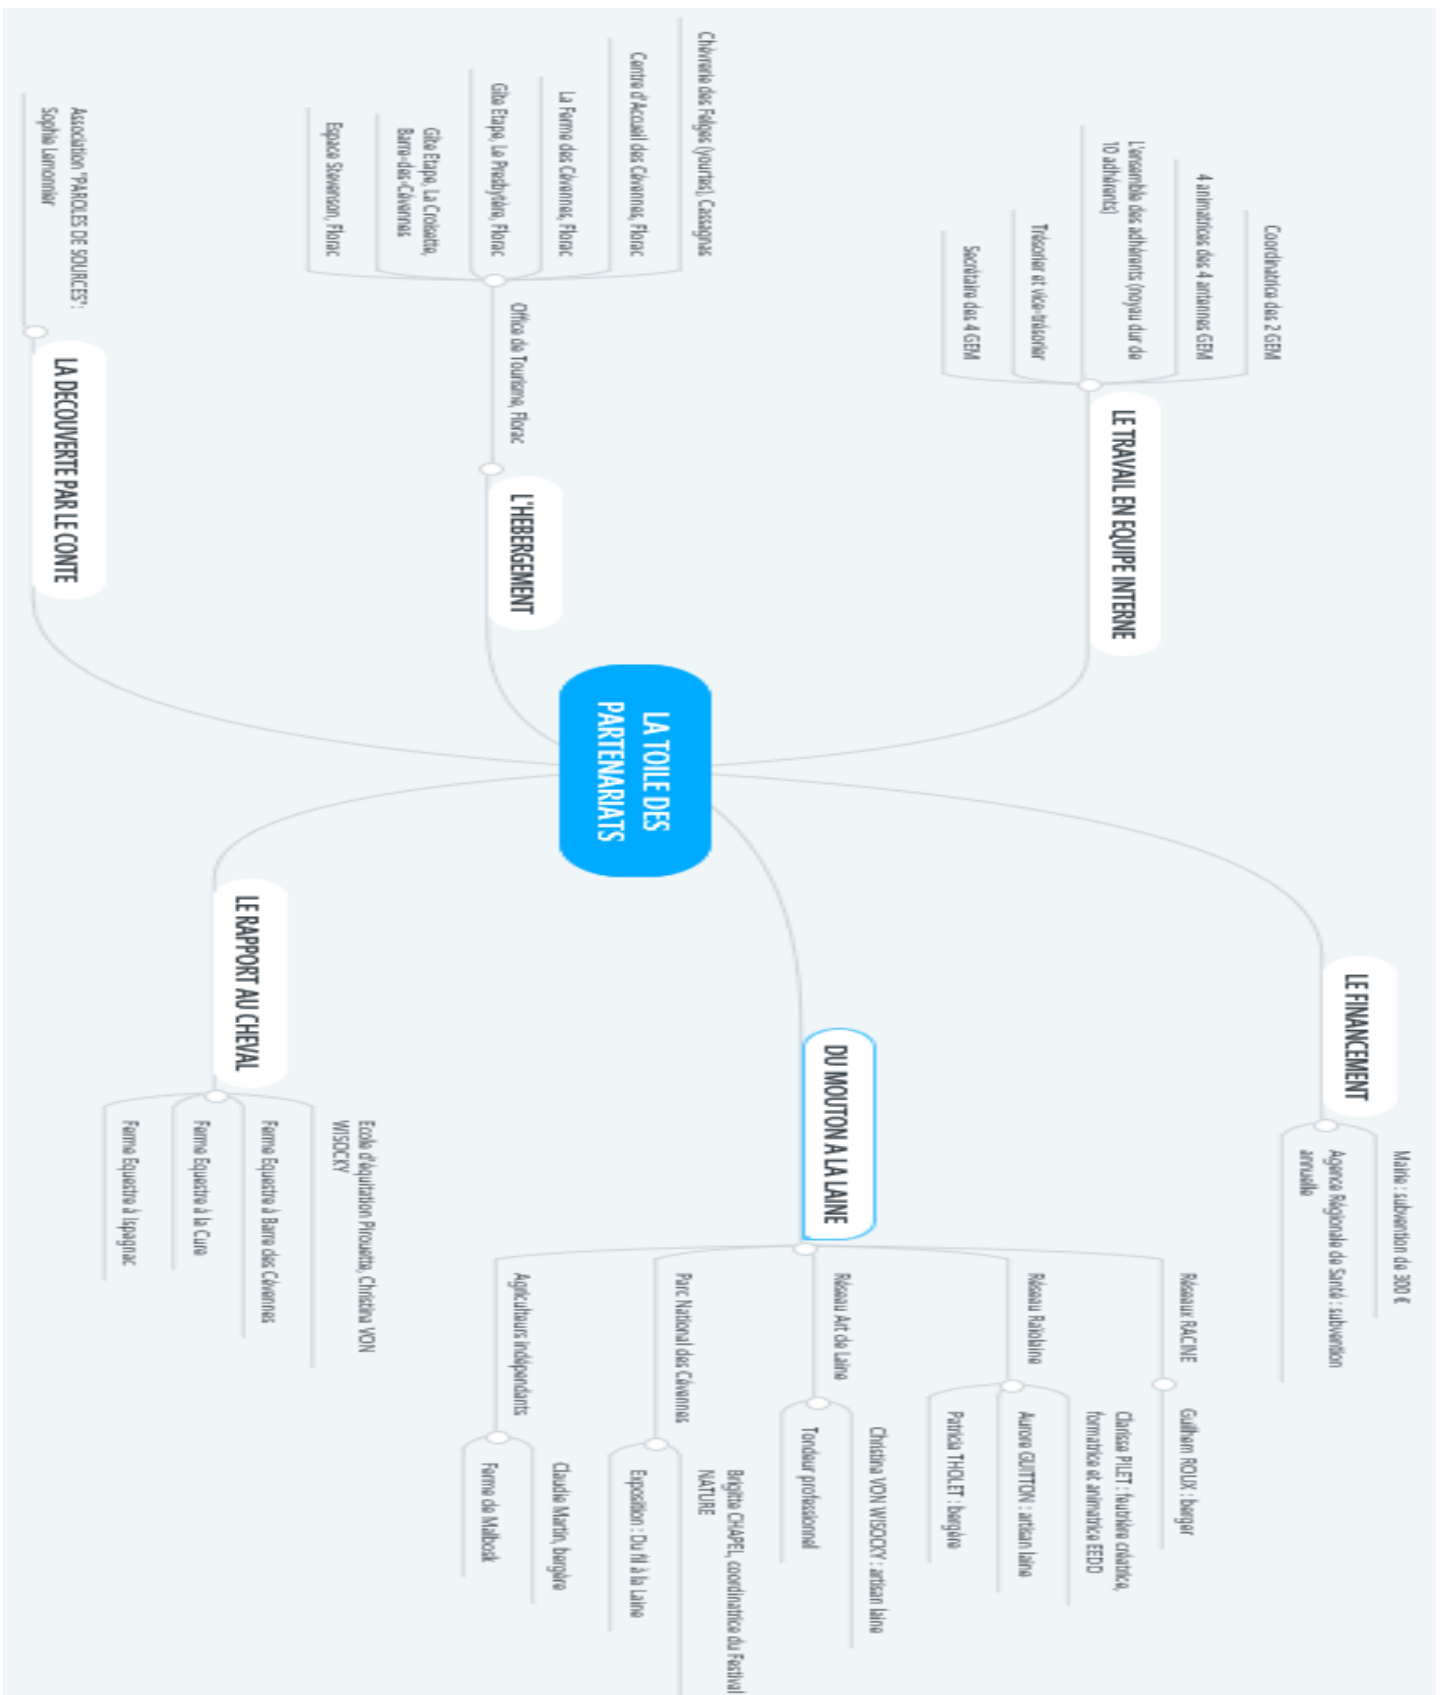 LA TOILE DES
PARTENARIATS
LE TRAVAIL EN EQUIPE INTERNE
Coordinatrice des 2 GEM
4 animatrices des 4 antennes GEM
L'ensemble des adhérents (noyau dur de
10 adhérents)
Trésorier et vice-trésorier
Secrétaire des 4 GEM
L'HEBERGEMENT
Office de Tourisme, Florac
Chèvrerie des Felges (yourtes), Cassagnas
Centre d'Accueil des Cévennes, Florac
La Ferme des Cévennes, Florac
Gîte Etape, Le Presbytère, Florac
Gîte Etape, La Croisette,
Barre-des-Cévennes
Espace Stevenson, Florac
LA DECOUVERTE PAR LE CONTE
Association "PAROLES DE SOURCES":
Sophie Lemonnier
LE FINANCEMENT
Mairie : subvention de 300 €
Agence Régionale de Santé : subvention
annuelle
DU MOUTON A LA LAINE
Réseaux RACINE
Guilhem ROUX : berger
Réseau Raïolaine
Clarisse PILET : feutrière créatrice,
formatrice et animatrice EEDD
Aurore GUITTON : artisan laine
Patricia THOLET : bergère
Réseau Art de Laine
Christina VON WISOCKY : artisan laine
Tondeur professionnel
Parc National des Cévennes
Brigitte CHAPEL, coordinatrice du Festival
NATURE
Exposition : Du fil à la Laine
Agriculteurs indépendants
Claudie Martin, bergère
Ferme de Malbosk
LE RAPPORT AU CHEVAL
Ecole d'équitation Pirouette, Christina VON
WISOCKY
Ferme Equestre à Barre des Cévennes
Ferme Equestre à la Cure
Ferme Equestre à Ispagnac